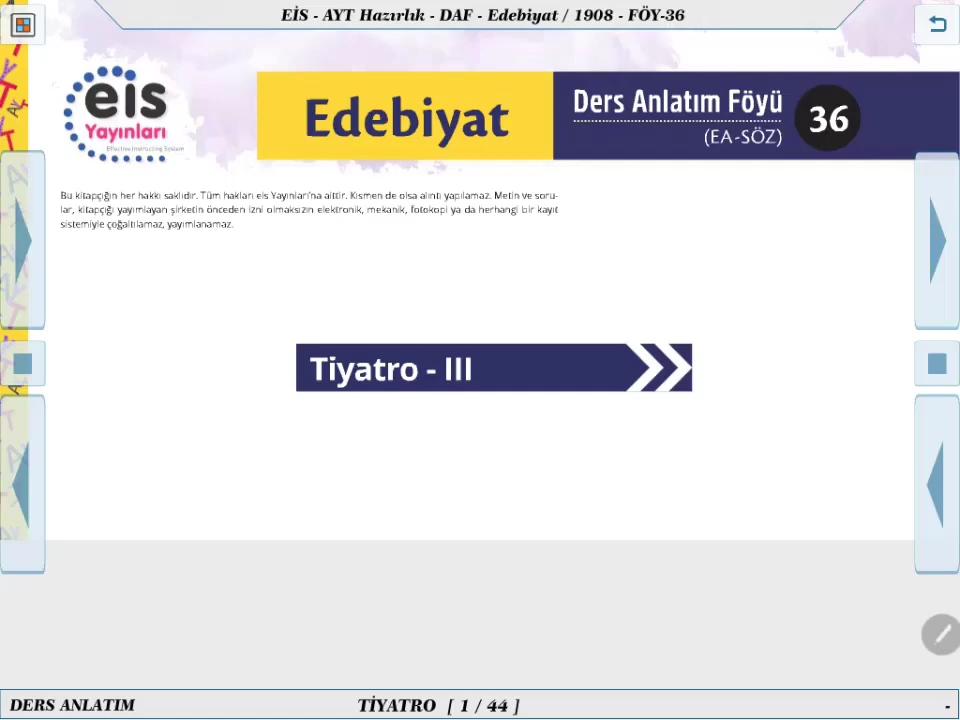 EİS - AYT Hazırlık - DAF - Edebiyat / 1908 - FÖY-36
eis
Yayınları
Effective Instructing System
Edebiyat
Ders Anlatım Föyü
(EA-SÖZ)
36
Bu kitapçığın her hakkı saklıdır. Tüm hakları eis Yayınları'na aittir. Kısmen de olsa alıntı yapılamaz. Metin ve soru-
lar, kitapçığı yayımlayan şirketin önceden izni olmaksızın elektronik, mekanik, fotokopi ya da herhangi bir kayıt
sistemiyle çoğaltılamaz, yayımlanamaz.
Tiyatro - III
DERS ANLATIM
TİYATRO [ 1 / 44 ]
-